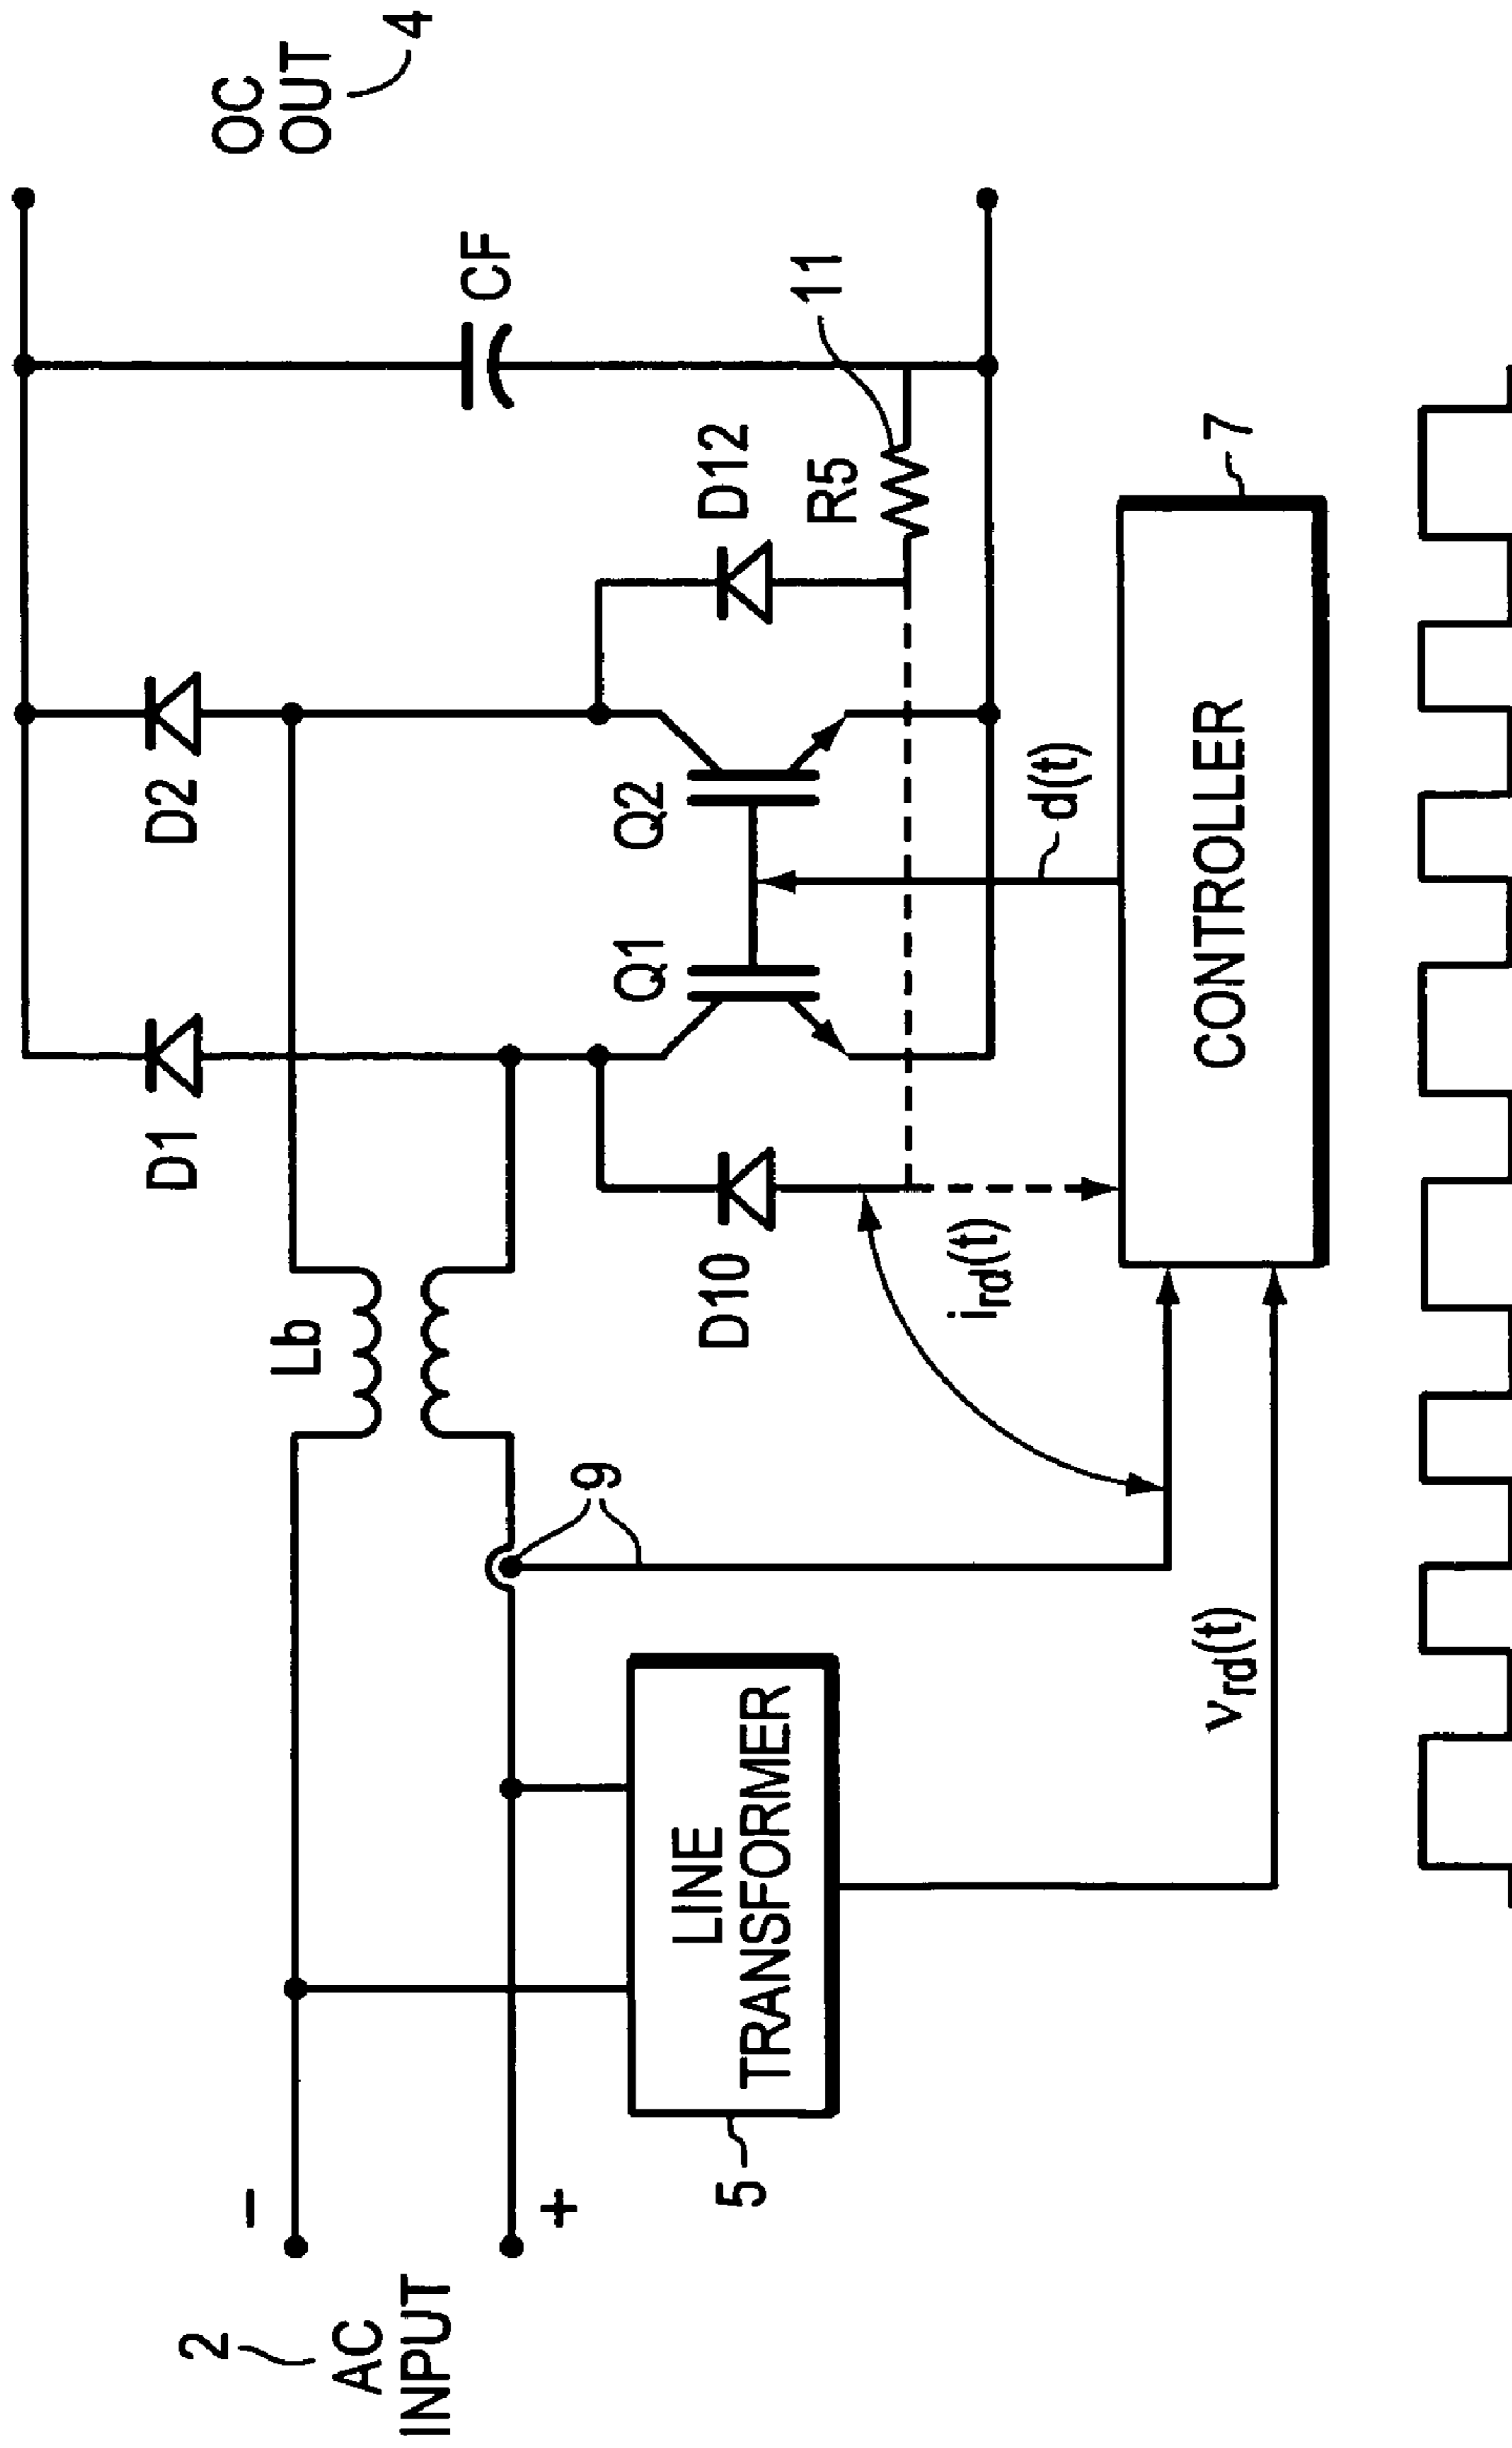 2
AC
INPUT
−
+
5
LINE
TRANSFORMER
9
Lb
D1
D2
D10
Q1
Q2
D12
R5
11
CF
OC
OUT
4
i_rd(t)
v_rd(t)
d(t)
CONTROLLER
7